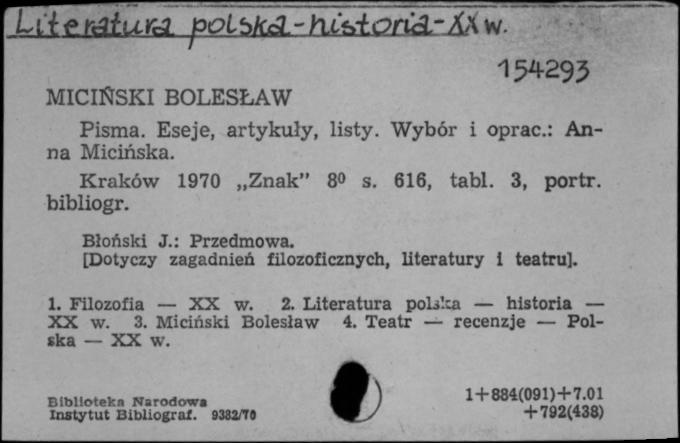 Literatura polska-historia-XX w.
154293
MICIŃSKI BOLESŁAW
Pisma. Eseje, artykuły, listy. Wybór i oprac.: An-
na Micińska.
Kraków 1970 „Znak” 8⁰ s. 616, tabl. 3, portr.
bibliogr.
Błoński J.: Przedmowa.
[Dotyczy zagadnień filozoficznych, literatury i teatru].
1. Filozofia — XX w. 2. Literatura polska — historia —
XX w. 3. Miciński Bolesław 4. Teatr — recenzje — Pol-
ska — XX w.
Biblioteka Narodowa
Instytut Bibliograf. 9382/70
1+884(091)+7.01
+792(438)